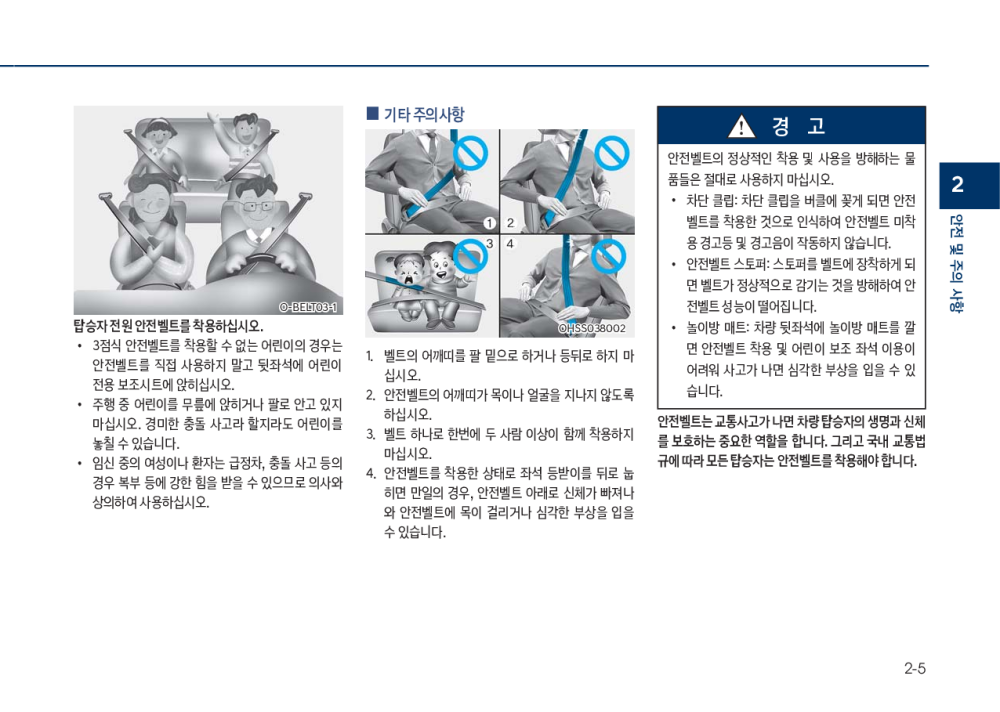 O-BELT03-1
탑승자 전원 안전벨트를 착용하십시오.
• 3점식 안전벨트를 착용할 수 없는 어린이의 경우는
안전벨트를 직접 사용하지 말고 뒷좌석에 어린이
전용 보조시트에 앉히십시오.
• 주행 중 어린이를 무릎에 앉히거나 팔로 안고 있지
마십시오. 경미한 충돌 사고라 할지라도 어린이를
놓칠 수 있습니다.
• 임신 중의 여성이나 환자는 급정차, 충돌 사고 등의
경우 복부 등에 강한 힘을 받을 수 있으므로 의사와
상의하여 사용하십시오.
■ 기타 주의사항
1 2
3 4
OHSS038002
1. 벨트의 어깨띠를 팔 밑으로 하거나 등뒤로 하지 마
십시오.
2. 안전벨트의 어깨띠가 목이나 얼굴을 지나지 않도록
하십시오.
3. 벨트 하나로 한번에 두 사람 이상이 함께 착용하지
마십시오.
4. 안전벨트를 착용한 상태로 좌석 등받이를 뒤로 눕
히면 만일의 경우, 안전벨트 아래로 신체가 빠져나
와 안전벨트에 목이 걸리거나 심각한 부상을 입을
수 있습니다.
경 고
안전벨트의 정상적인 착용 및 사용을 방해하는 물
품들은 절대로 사용하지 마십시오.
• 차단 클립: 차단 클립을 버클에 꽂게 되면 안전
벨트를 착용한 것으로 인식하여 안전벨트 미착
용 경고등 및 경고음이 작동하지 않습니다.
• 안전벨트 스토퍼: 스토퍼를 벨트에 장착하게 되
면 벨트가 정상적으로 감기는 것을 방해하여 안
전벨트 성능이 떨어집니다.
• 놀이방 매트: 차량 뒷좌석에 놀이방 매트를 깔
면 안전벨트 착용 및 어린이 보조 좌석 이용이
어려워 사고가 나면 심각한 부상을 입을 수 있
습니다.
안전벨트는 교통사고가 나면 차량 탑승자의 생명과 신체
를 보호하는 중요한 역할을 합니다. 그리고 국내 교통법
규에 따라 모든 탑승자는 안전벨트를 착용해야 합니다.
2
안전 및 주의 사항
2-5